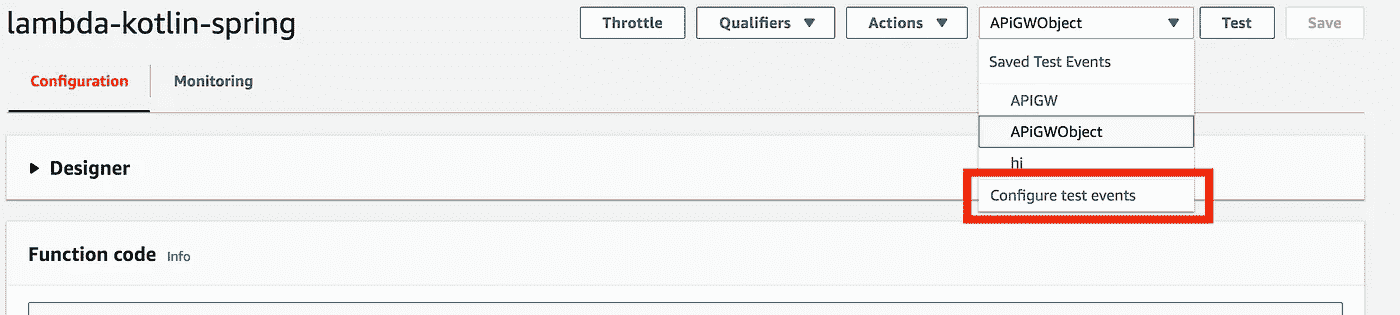 lambda-kotlin-spring
Throttle Qualifiers Actions APiGWObject Test Save
Saved Test Events
Configuration Monitoring
APIGW
APiGWObject
Designer
hi
Configure test events
Function code Info